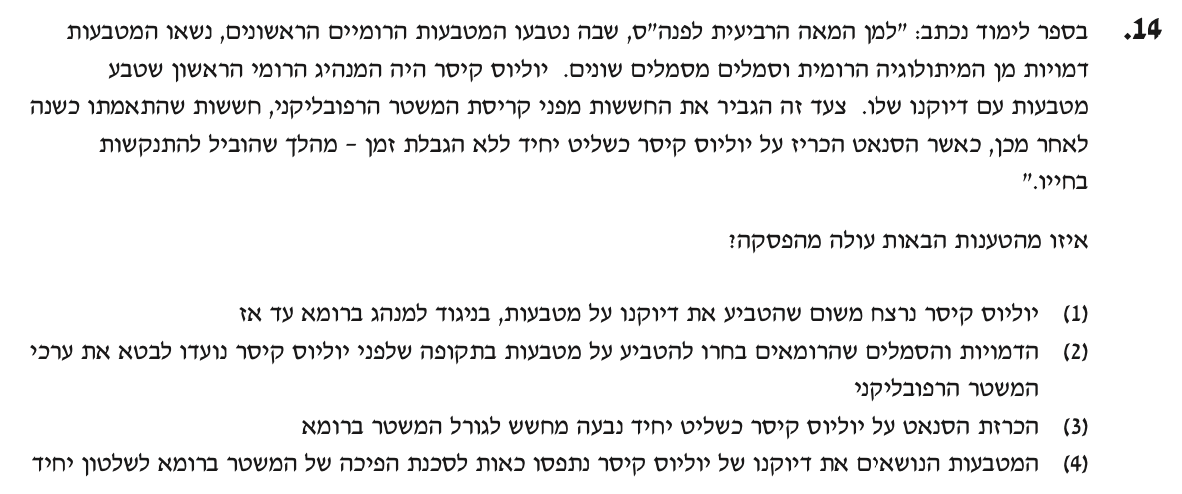 14. בספר לימוד נכתב: "למן המאה הרביעית לפנה"ס, שבה נטבעו המטבעות הרומיים הראשונים, נשאו המטבעות
דמויות מן המיתולוגיה הרומית וסמלים מסמלים שונים. יוליוס קיסר היה המנהיג הרומי הראשון שטבע
מטבעות עם דיוקנו שלו. צעד זה הגביר את החששות מפני קריסת המשטר הרפובליקני, חששות שהתאמתו כשנה
לאחר מכן, כאשר הסנאט הכריז על יוליוס קיסר כשליט יחיד ללא הגבלת זמן – מהלך שהוביל להתנקשות
בחייו."
איזו מהטענות הבאות עולה מהפסקה?
(1) יוליוס קיסר נרצח משום שהטביע את דיוקנו על מטבעות, בניגוד למנהג ברומא עד אז
(2) הדמויות והסמלים שהרומאים בחרו להטביע על מטבעות בתקופה שלפני יוליוס קיסר נועדו לבטא את ערכי
המשטר הרפובליקני
(3) הכרזת הסנאט על יוליוס קיסר כשליט יחיד נבעה מחשש לגורל המשטר ברומא
(4) המטבעות הנושאים את דיוקנו של יוליוס קיסר נתפסו כאות לסכנת הפיכה של המשטר ברומא לשלטון יחיד